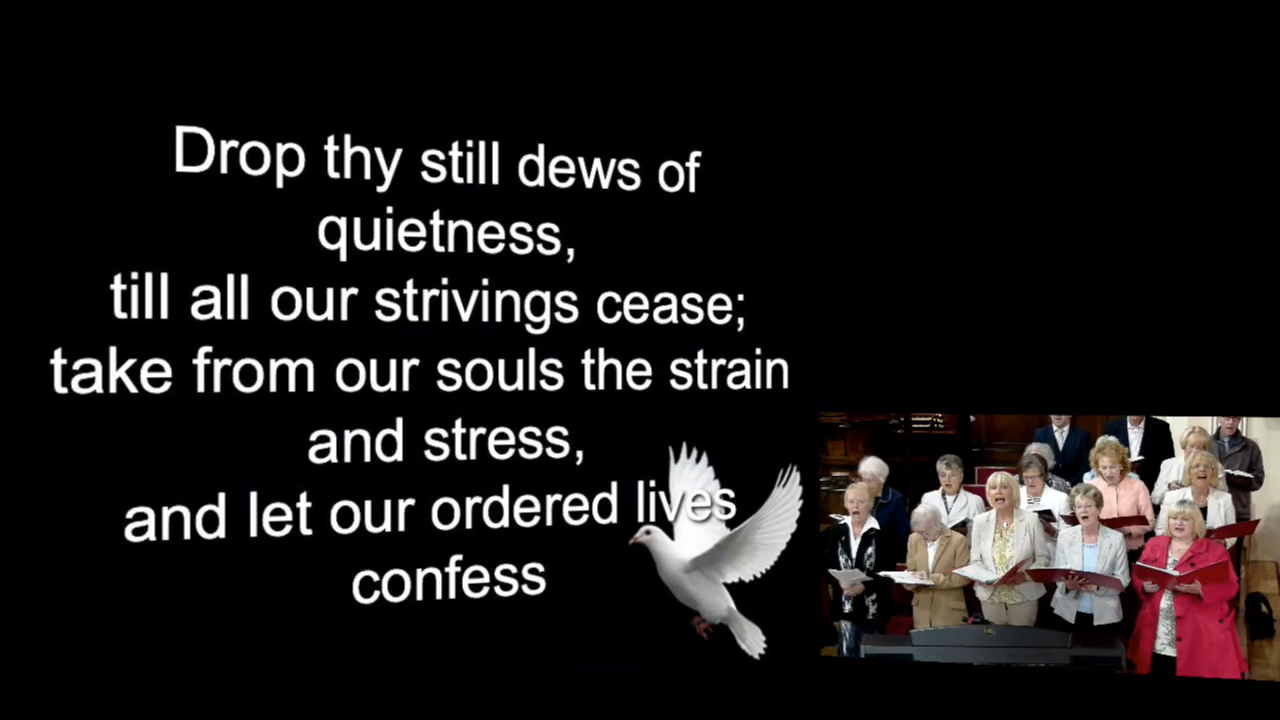 Drop thy still dews of
quietness,
till all our strivings cease;
take from our souls the strain
and stress,
and let our ordered lives
confess